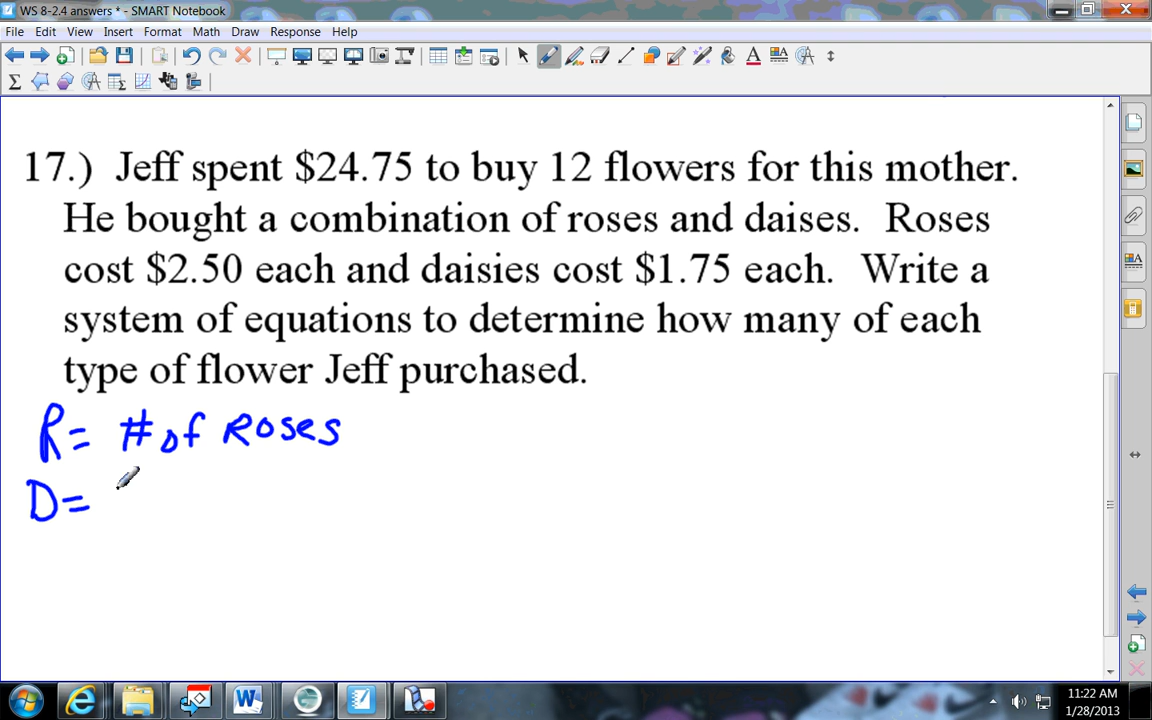 WS 8-2.4 answers * - SMART Notebook
File Edit View Insert Format Math Draw Response Help
17.) Jeff spent $24.75 to buy 12 flowers for this mother.
He bought a combination of roses and daises. Roses
cost $2.50 each and daisies cost $1.75 each. Write a
system of equations to determine how many of each
type of flower Jeff purchased.
R= # of Roses
D=
11:22 AM
1/28/2013